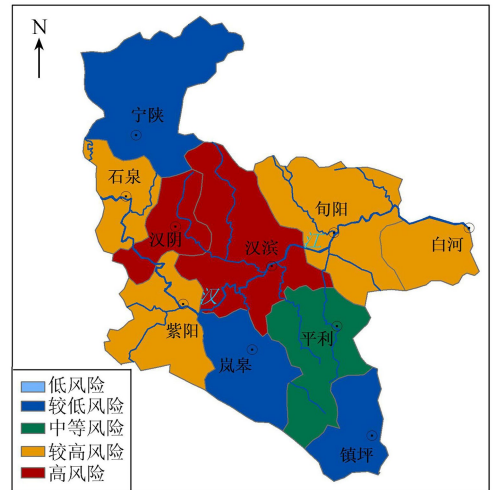 N
宁陕
石泉
旬阳
汉阴
汉滨
江
白河
汉
紫阳
平利
岚皋
镇坪
低风险
较低风险
中等风险
较高风险
高风险